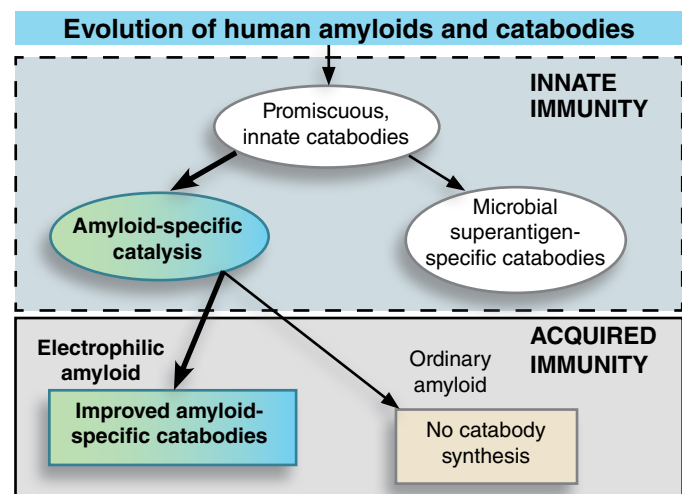 Evolution of human amyloids and catabodies
INNATE
IMMUNITY
Promiscuous,
innate catabodies
Amyloid-specific
catalysis
Microbial
superantigen-
specific catabodies
ACQUIRED
IMMUNITY
Electrophilic
amyloid
Ordinary
amyloid
Improved amyloid-
specific catabodies
No catabody
synthesis